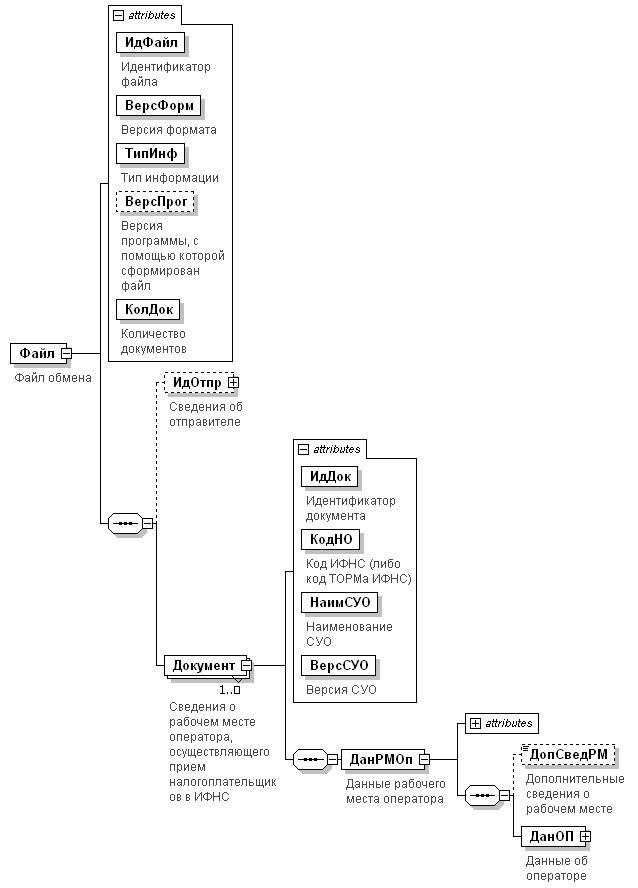 attributes
ИдФайл
Идентификатор
файла
ВерсФорм
Версия формата
ТипИнф
Тип информации
ВерсПрог
Версия
программы, с
помощью которой
сформирован
файл
КолДок
Количество
документов
Файл
Файл обмена
ИдОтпр
Сведения об
отправителе
attributes
ИдДок
Идентификатор
документа
КодНО
Код ИФНС (либо
код ТОРМа ИФНС)
НаимСУО
Наименование
СУО
ВерсСУО
Версия СУО
Документ
1..
Сведения о
рабочем месте
оператора,
осуществляющего
прием
налогоплательщик
ов в ИФНС
ДанРМОп
Данные рабочего
места оператора
attributes
ДопСведРМ
Дополнительные
сведения о
рабочем месте
ДанОП
Данные об
операторе